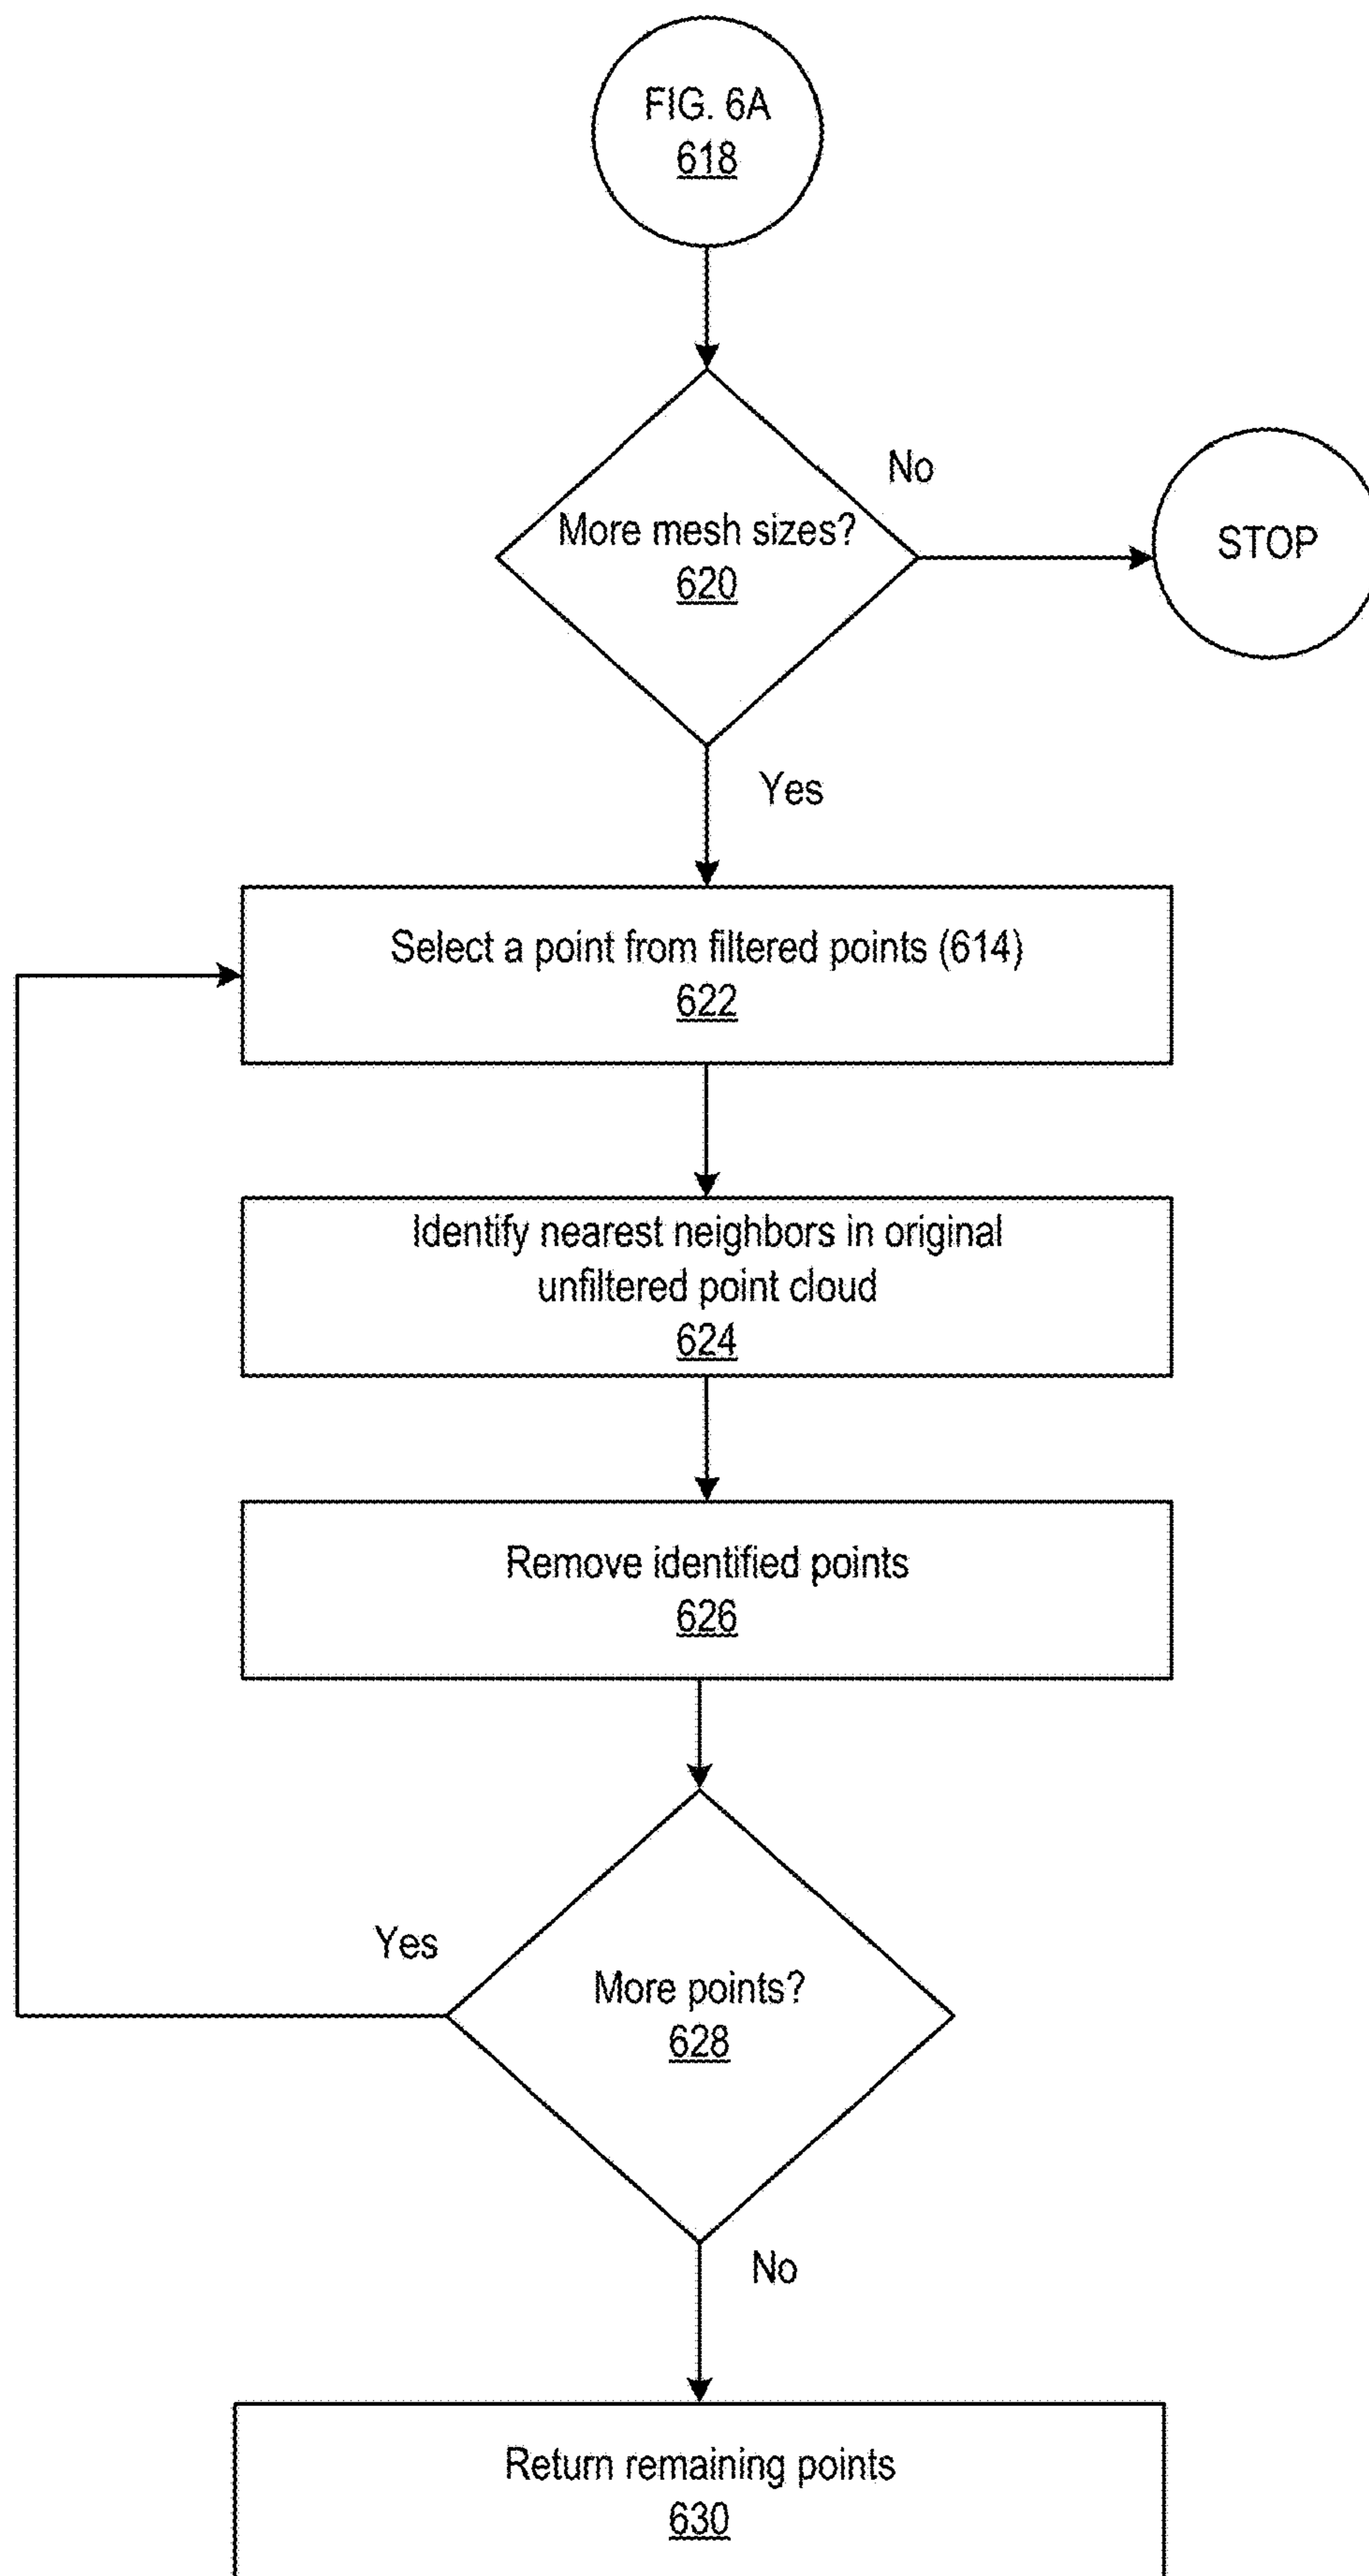 FIG. 6A
618
More mesh sizes?
620
No
STOP
Yes
Select a point from filtered points (614)
622
Identify nearest neighbors in original
unfiltered point cloud
624
Remove identified points
626
Yes
More points?
628
No
Return remaining points
630